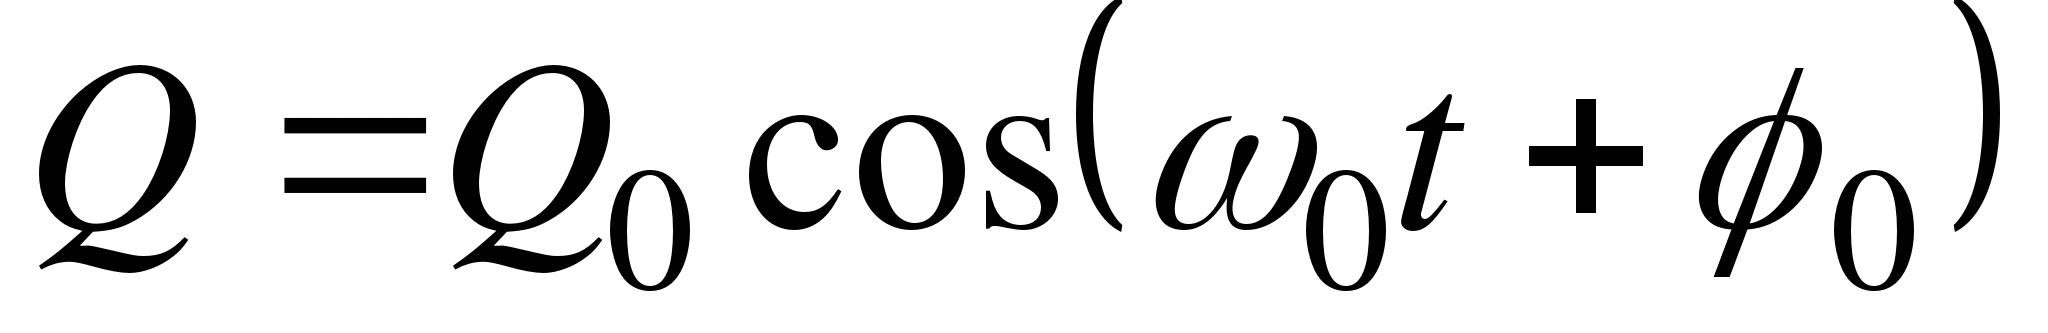 Q = Q₀ cos(ω₀t + ϕ₀)